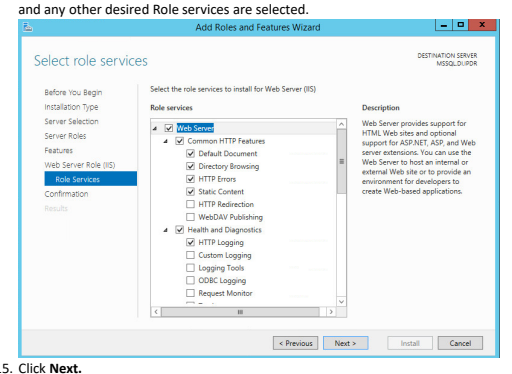 and any other desired Role services are selected.
Add Roles and Features Wizard
Select role services
DESTINATION SERVER
MSSQL.DI.IPDR
Before You Begin
Installation Type
Server Selection
Server Roles
Features
Web Server Role (IIS)
Role Services
Confirmation
Results
Select the role services to install for Web Server (IIS)
Role services
Web Server
Common HTTP Features
Default Document
Directory Browsing
HTTP Errors
Static Content
HTTP Redirection
WebDAV Publishing
Health and Diagnostics
HTTP Logging
Custom Logging
Logging Tools
ODBC Logging
Request Monitor
Description
Web Server provides support for
HTML Web sites and optional
support for ASP.NET, ASP, and Web
server extensions. You can use the
Web Server to host an internal or
external Web site or to provide an
environment for developers to
create Web-based applications.
< Previous
Next >
Install
Cancel
15. Click Next.